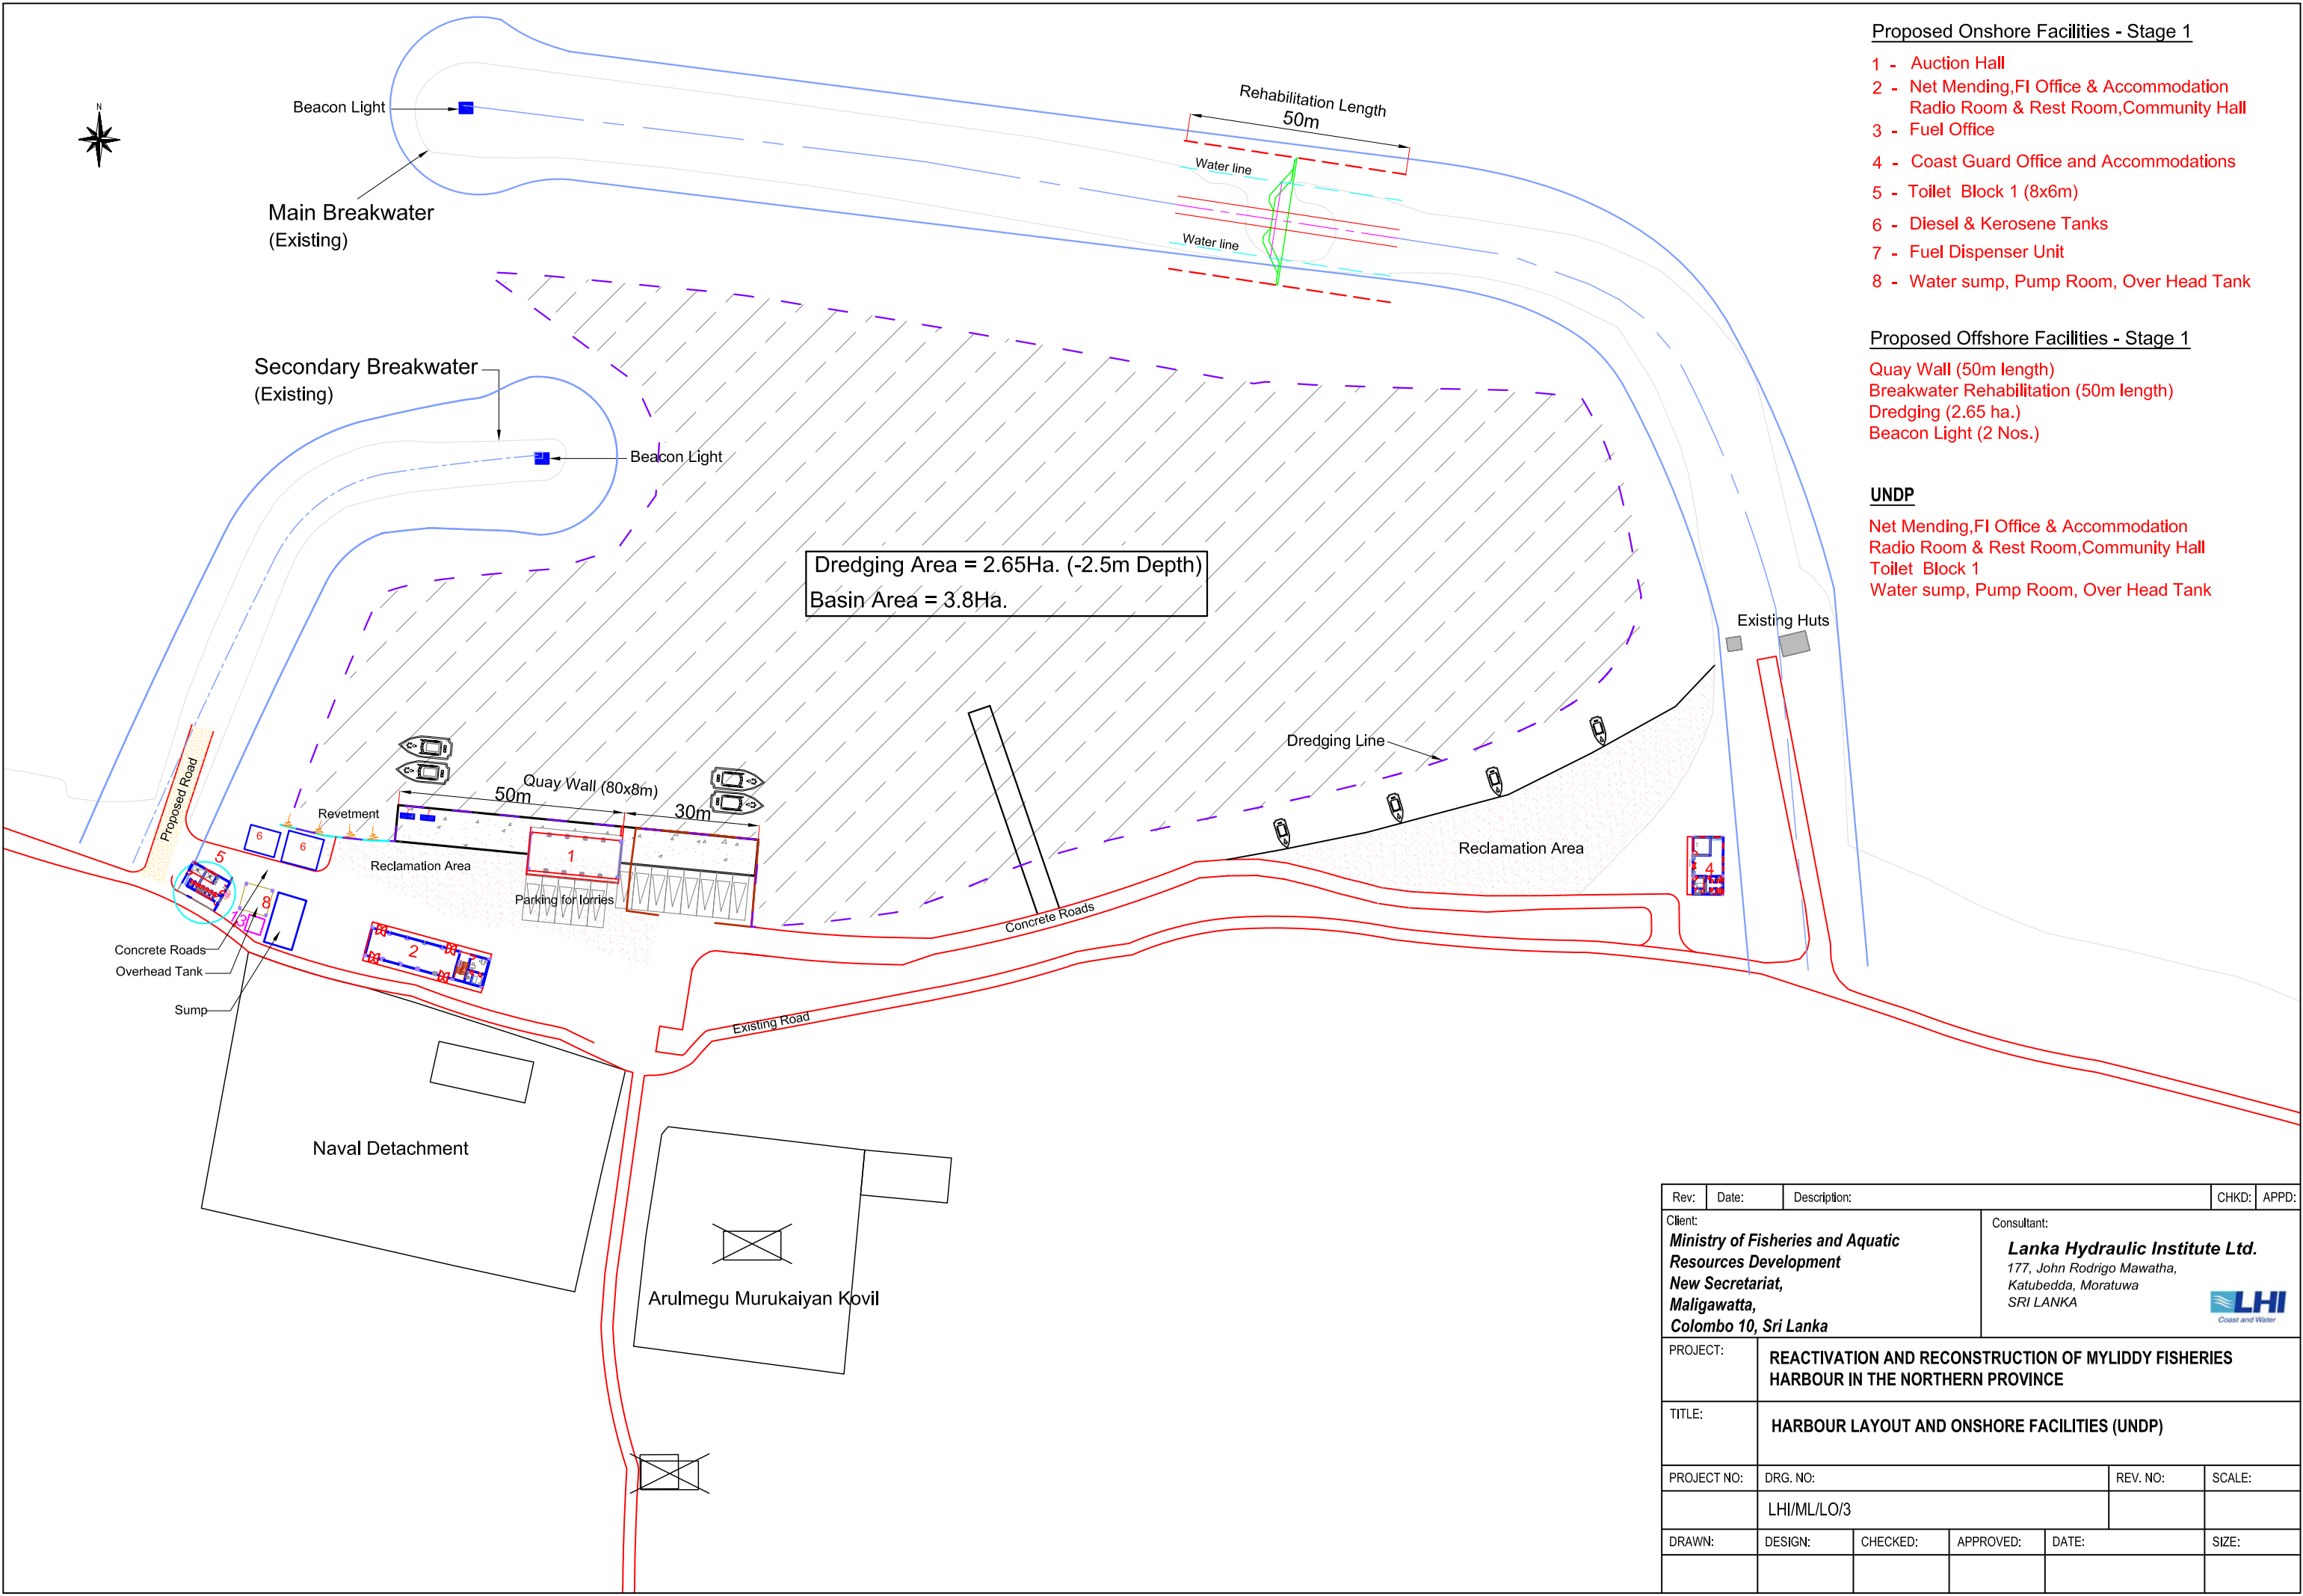 N
Beacon Light
Main Breakwater
(Existing)
Rehabilitation Length
50m
Water line
Water line
Secondary Breakwater
(Existing)
Beacon Light
Dredging Area = 2.65Ha. (-2.5m Depth)
Basin Area = 3.8Ha.
Existing Huts
Dredging Line
Proposed Road
Quay Wall (80x8m)
50m
30m
Revetment
Reclamation Area
Reclamation Area
Parking for lorries
1
2
4
5
6
6
8
13
Concrete Roads
Concrete Roads
Overhead Tank
Sump
Existing Road
Naval Detachment
Arulmegu Murukaiyan Kovil
Proposed Onshore Facilities - Stage 1
1 - Auction Hall
2 - Net Mending,FI Office & Accommodation
Radio Room & Rest Room,Community Hall
3 - Fuel Office
4 - Coast Guard Office and Accommodations
5 - Toilet Block 1 (8x6m)
6 - Diesel & Kerosene Tanks
7 - Fuel Dispenser Unit
8 - Water sump, Pump Room, Over Head Tank
Proposed Offshore Facilities - Stage 1
Quay Wall (50m length)
Breakwater Rehabilitation (50m length)
Dredging (2.65 ha.)
Beacon Light (2 Nos.)
UNDP
Net Mending,FI Office & Accommodation
Radio Room & Rest Room,Community Hall
Toilet Block 1
Water sump, Pump Room, Over Head Tank
Rev: Date: Description: CHKD: APPD:
Client:
Ministry of Fisheries and Aquatic
Resources Development
New Secretariat,
Maligawatta,
Colombo 10, Sri Lanka
Consultant:
Lanka Hydraulic Institute Ltd.
177, John Rodrigo Mawatha,
Katubedda, Moratuwa
SRI LANKA
LHI
Coast and Water
PROJECT:
REACTIVATION AND RECONSTRUCTION OF MYLIDDY FISHERIES
HARBOUR IN THE NORTHERN PROVINCE
TITLE:
HARBOUR LAYOUT AND ONSHORE FACILITIES (UNDP)
PROJECT NO: DRG. NO: REV. NO: SCALE:
LHI/ML/LO/3
DRAWN: DESIGN: CHECKED: APPROVED: DATE: SIZE: